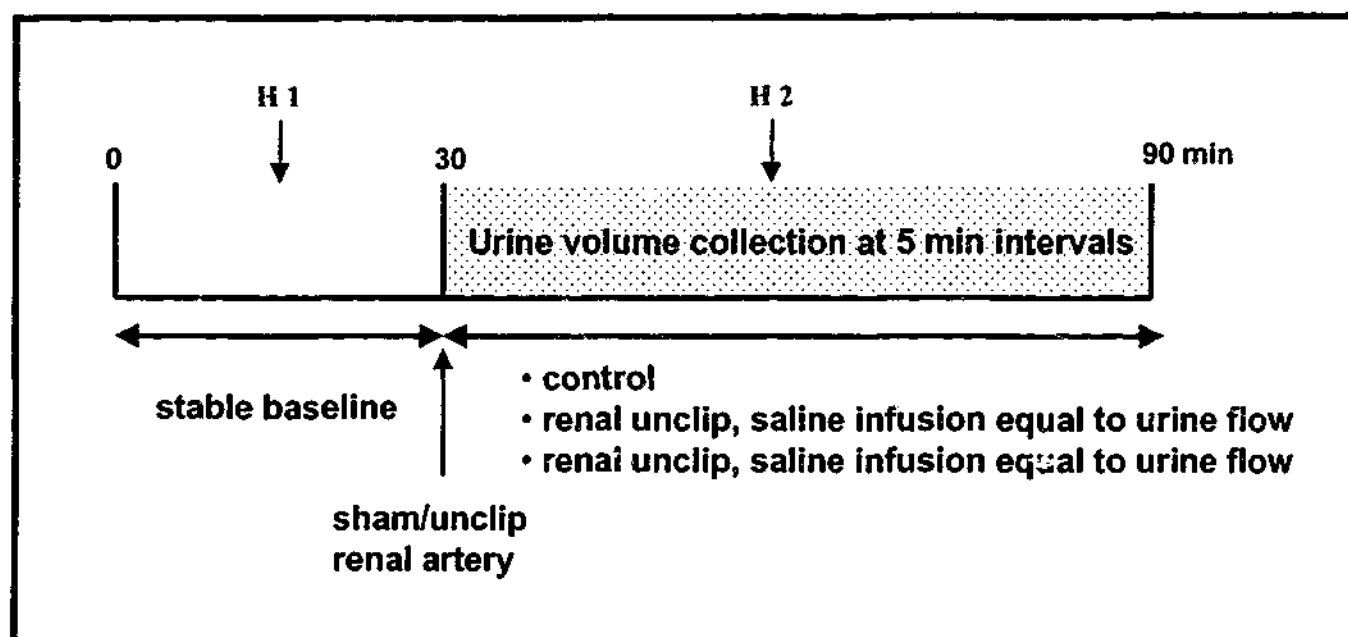 H 1
H 2
0
30
90 min
Urine volume collection at 5 min intervals
stable baseline
• control
• renal unclip, saline infusion equal to urine flow
• renai unclip, saline infusion equal to urine flow
sham/unclip
renal artery